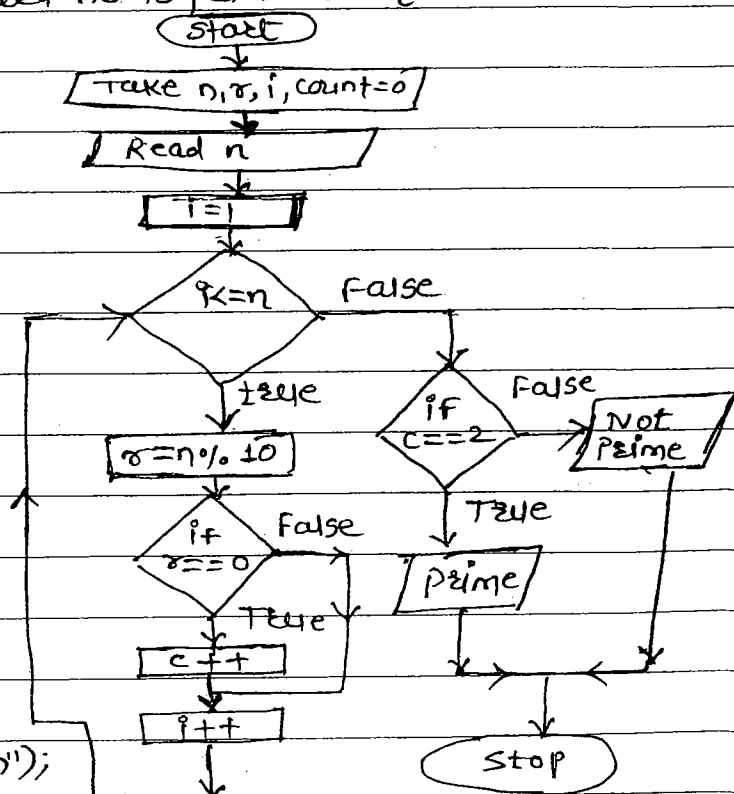 start
Take n, r, i, count=0
Read n
i=1
i<=n
False
true
if
c==2
False
Not
Prime
r=n% 10
True
if
r==0
False
Prime
True
c++
i++
stop
");